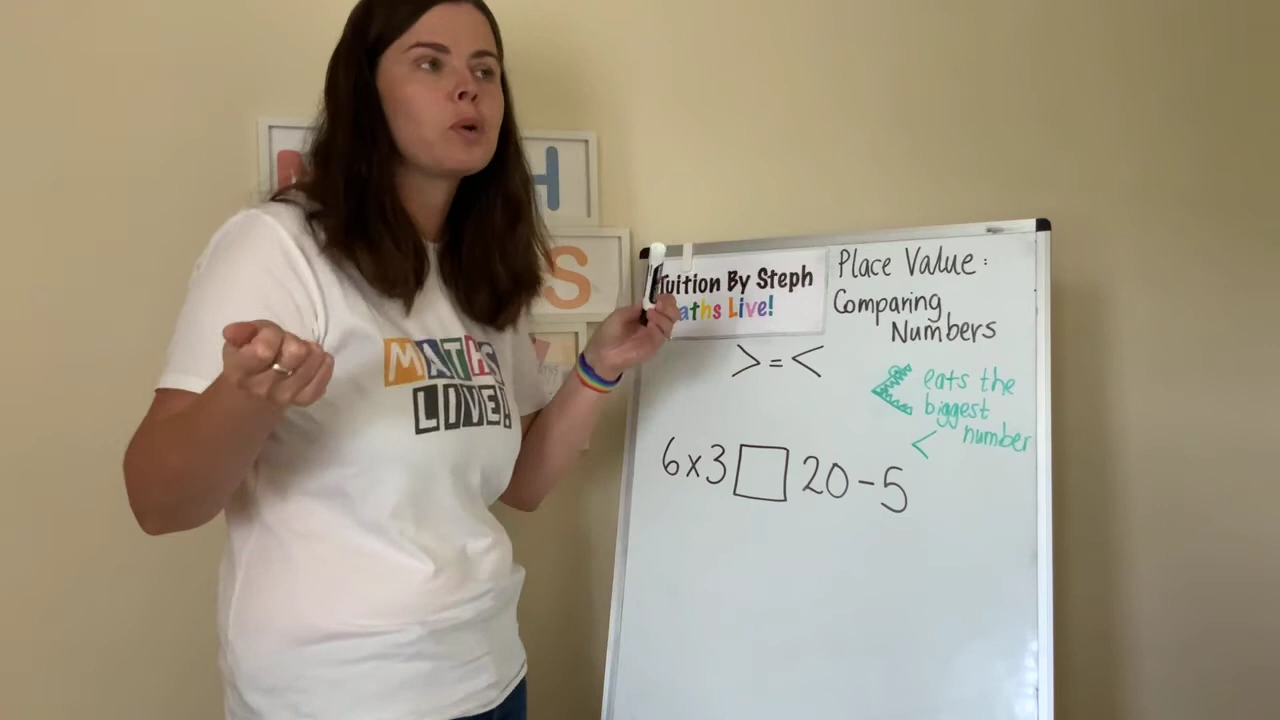 H
S
MATHS
LIVE!
Tuition By Steph
aths Live!
Place Value:
Comparing
Numbers
> = <
eats the
biggest
number
<
6x3 □ 20-5